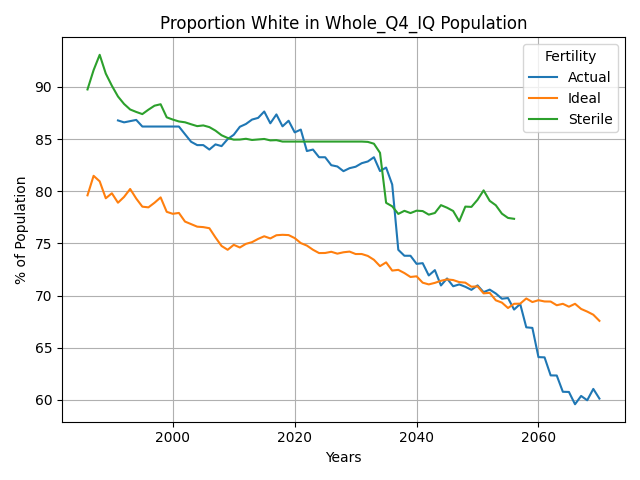 Proportion White in Whole_Q4_IQ Population
Fertility
Actual
Ideal
Sterile
% of Population
90
85
80
75
70
65
60
2000
2020
2040
2060
Years